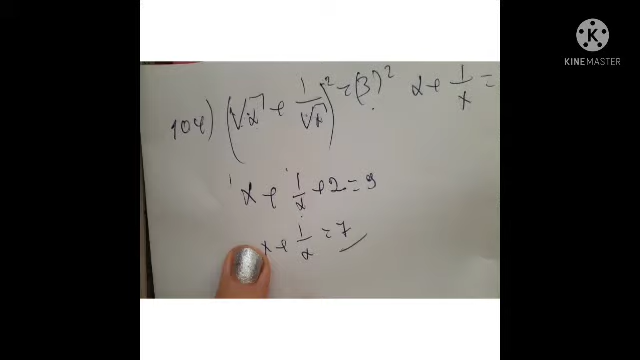 K
KINEMASTER
104) (√x + 1/√x)² = (3)² x + 1/x =
x + 1/x + 2 = 9
x + 1/x = 7